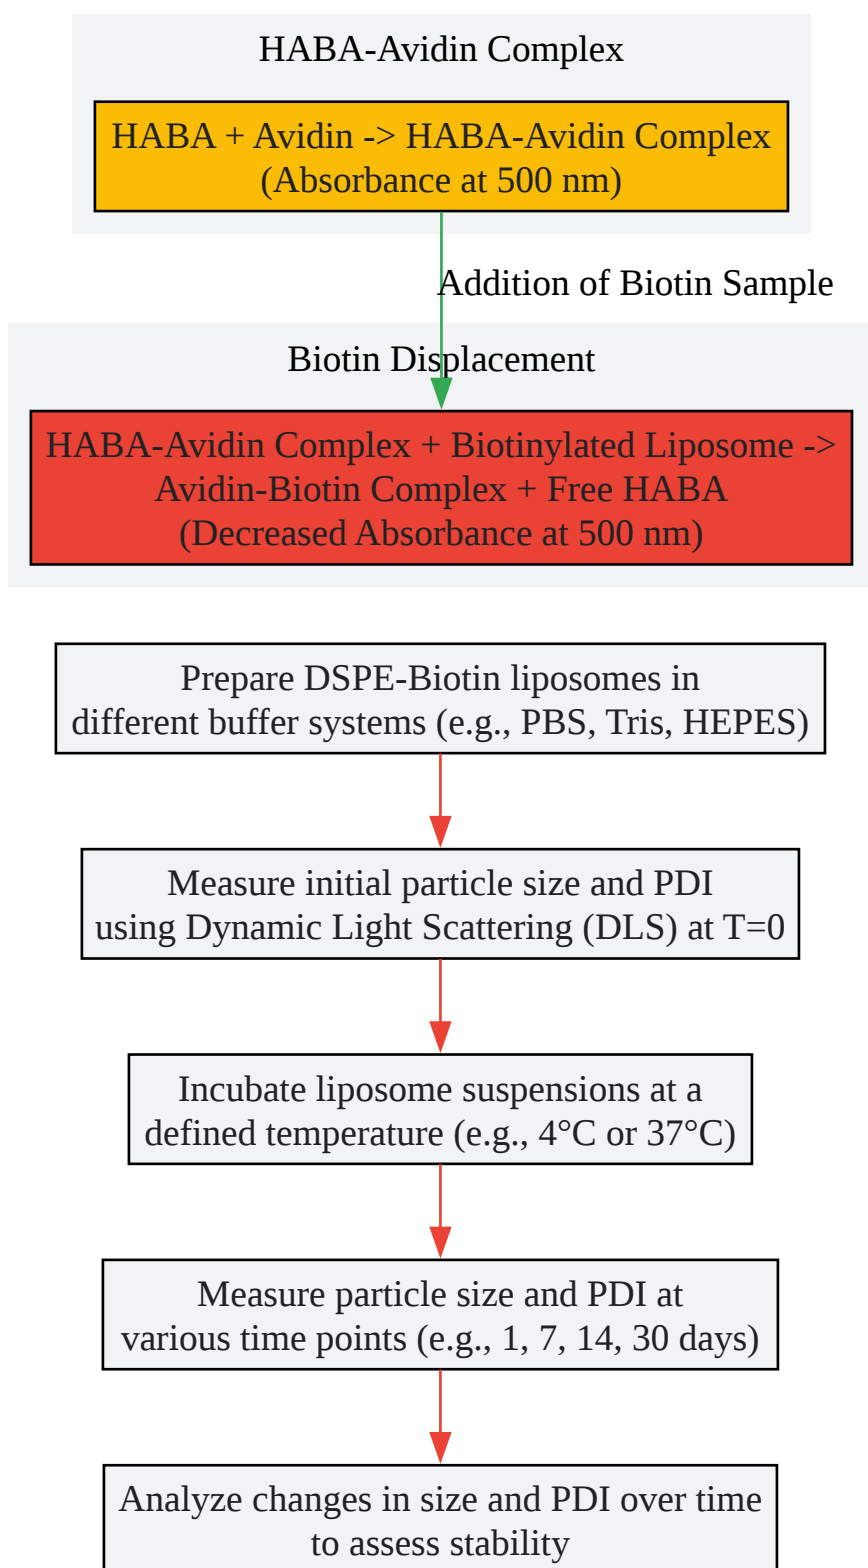 HABA-Avidin Complex
HABA + Avidin -> HABA-Avidin Complex
(Absorbance at 500 nm)
Addition of Biotin Sample
Biotin Displacement
HABA-Avidin Complex + Biotinylated Liposome ->
Avidin-Biotin Complex + Free HABA
(Decreased Absorbance at 500 nm)
Prepare DSPE-Biotin liposomes in
different buffer systems (e.g., PBS, Tris, HEPES)
Measure initial particle size and PDI
using Dynamic Light Scattering (DLS) at T=0
Incubate liposome suspensions at a
defined temperature (e.g., 4°C or 37°C)
Measure particle size and PDI at
various time points (e.g., 1, 7, 14, 30 days)
Analyze changes in size and PDI over time
to assess stability